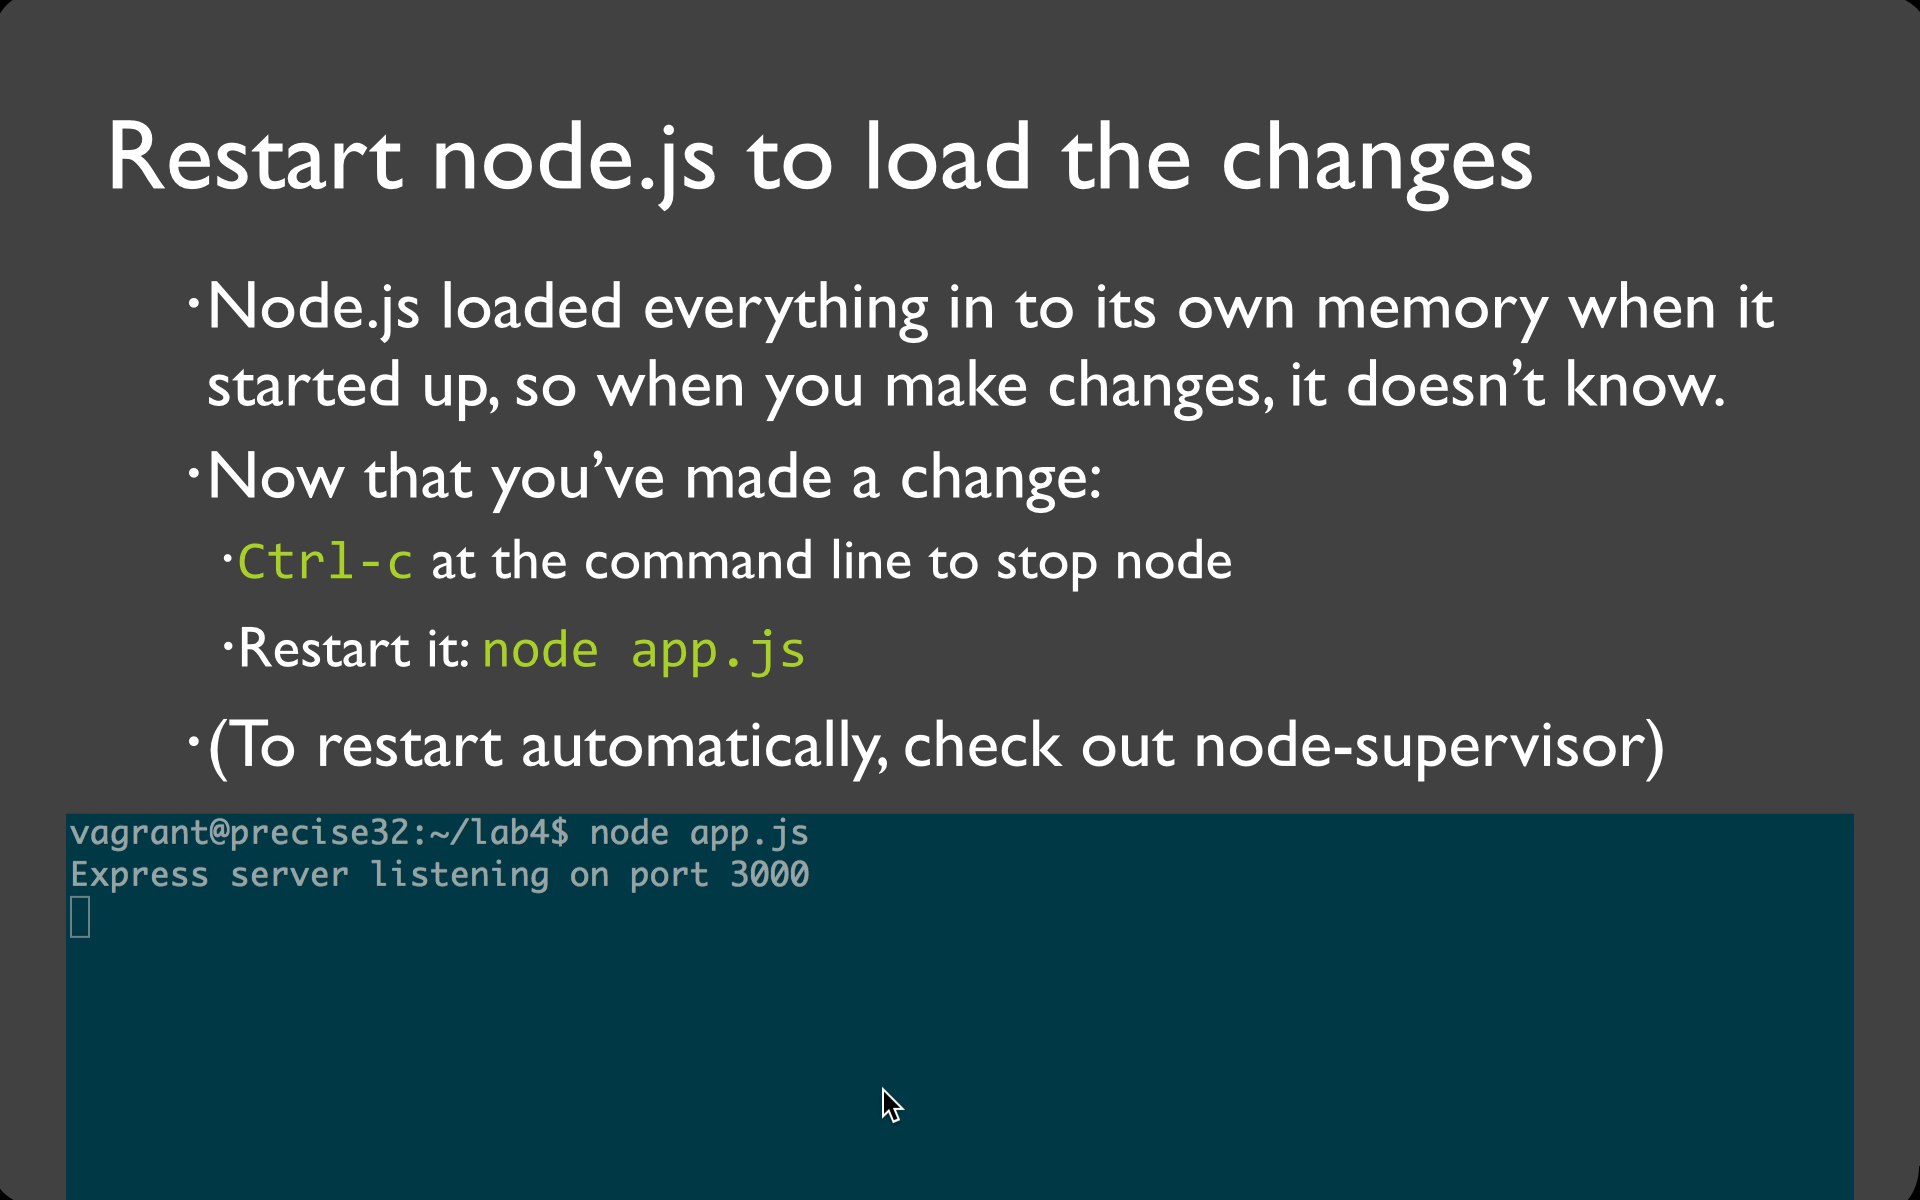 Restart node.js to load the changes
•Node.js loaded everything in to its own memory when it
started up, so when you make changes, it doesn’t know.
•Now that you’ve made a change:
•Ctrl-c at the command line to stop node
•Restart it: node app.js
•(To restart automatically, check out node-supervisor)
vagrant@precise32:~/lab4$ node app.js
Express server listening on port 3000